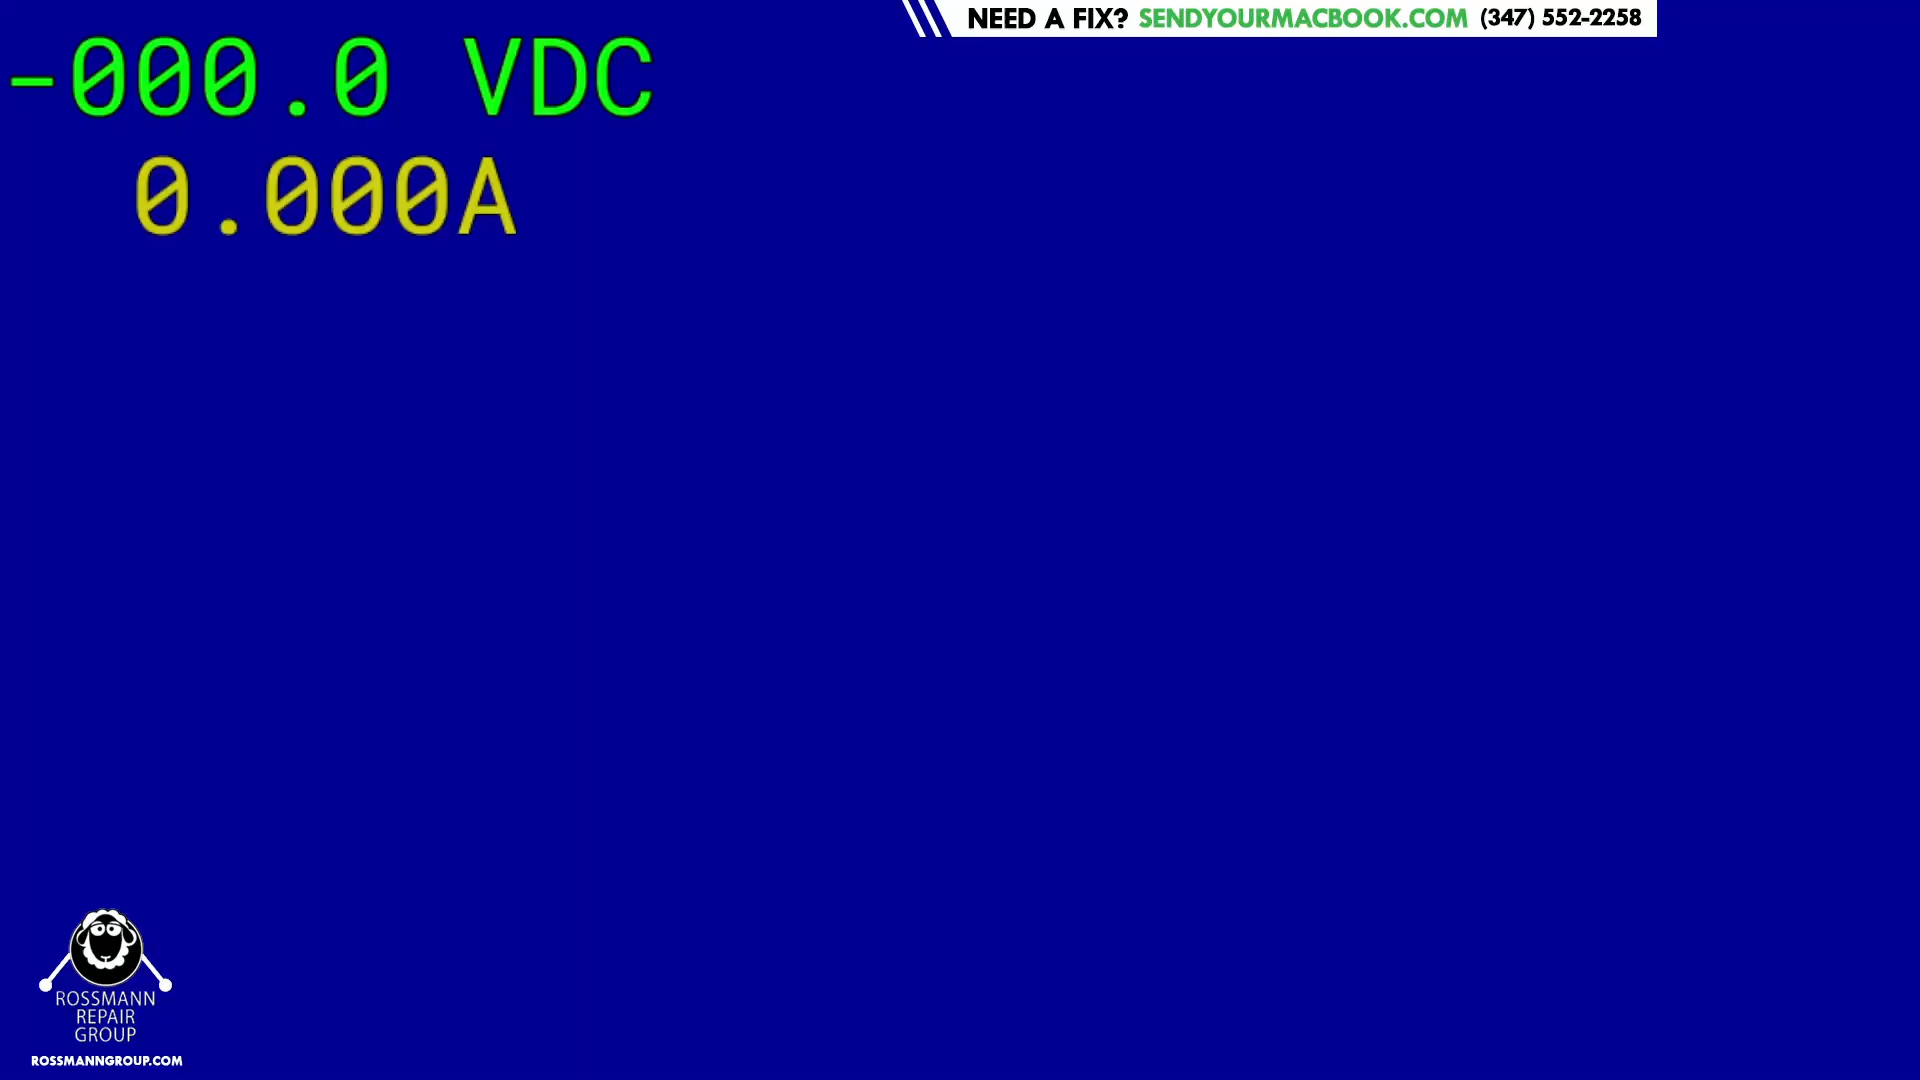 NEED A FIX? SENDYOURMACBOOK.COM (347) 552-2258
-000.0 VDC
0.000A
ROSSMANN
REPAIR
GROUP
ROSSMANNGROUP.COM